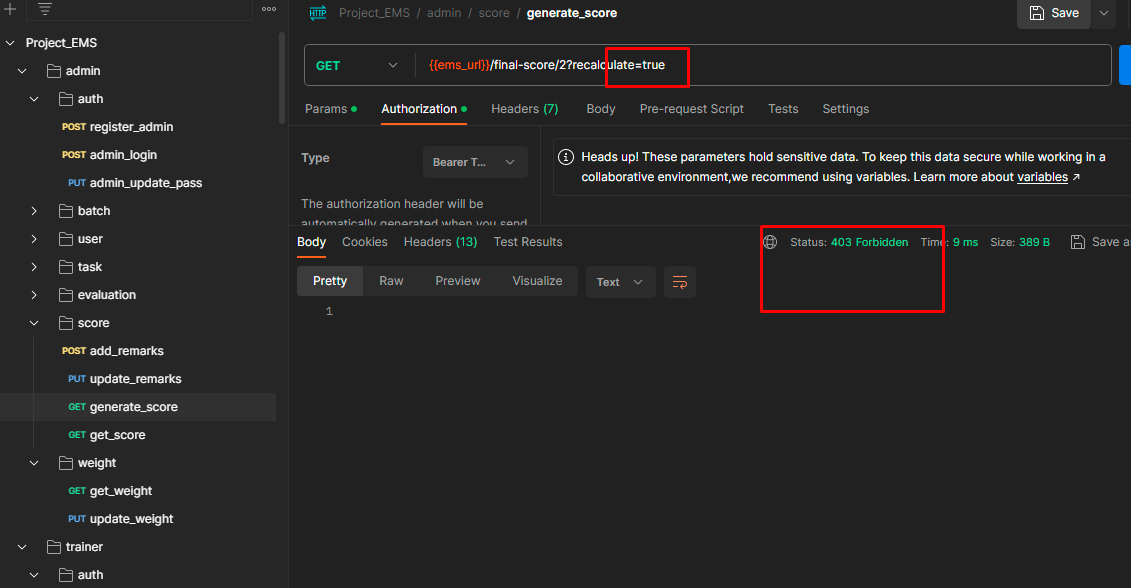 Project_EMS
admin
auth
POST register_admin
POST admin_login
PUT admin_update_pass
batch
user
task
evaluation
score
POST add_remarks
PUT update_remarks
GET generate_score
GET get_score
weight
GET get_weight
PUT update_weight
trainer
auth
HTTP Project_EMS / admin / score / generate_score
Save
GET {{ems_url}}/final-score/2?recalculate=true
Params Authorization Headers (7) Body Pre-request Script Tests Settings
Type Bearer T...
The authorization header will be
automatically generated when you send
Heads up! These parameters hold sensitive data. To keep this data secure while working in a
collaborative environment,we recommend using variables. Learn more about variables ↗
Body Cookies Headers (13) Test Results Status: 403 Forbidden Time: 9 ms Size: 389 B Save a
Pretty Raw Preview Visualize Text
1